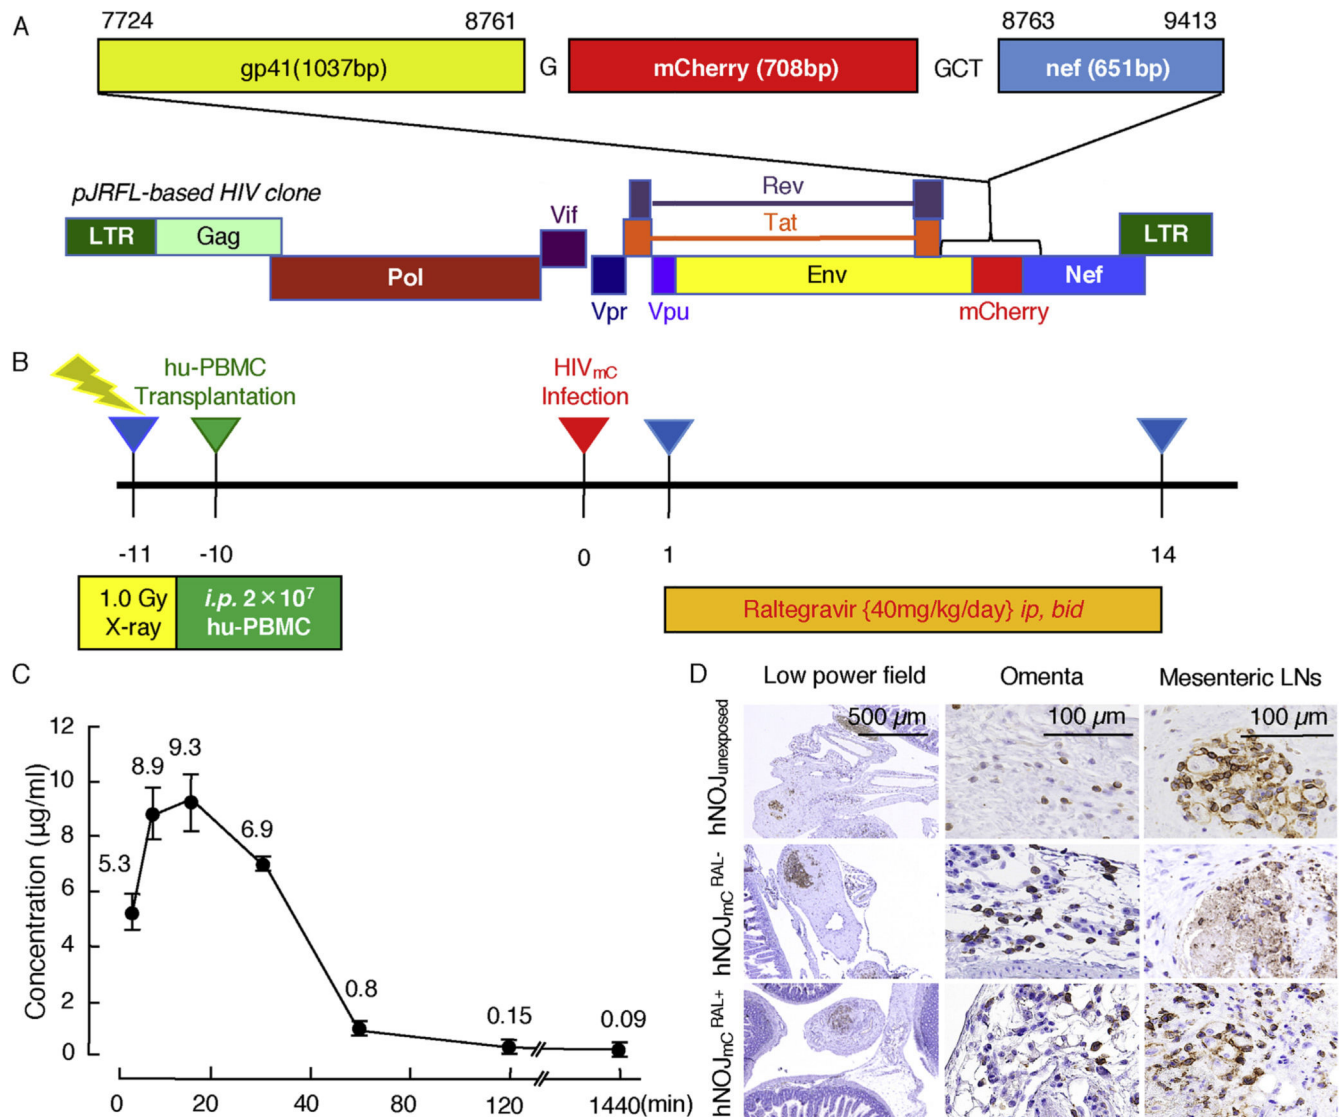 A
7724 8761 8763 9413
gp41(1037bp) G mCherry (708bp) GCT nef (651bp)
pJRFL-based HIV clone
Rev
Vif
Tat
LTR Gag LTR
Pol Env Nef
Vpr Vpu mCherry
B
hu-PBMC HIVmC
Transplantation Infection
-11 -10 0 1 14
1.0 Gy i.p. 2×10⁷
X-ray hu-PBMC
Raltegravir {40mg/kg/day} ip, bid
C
Concentration (µg/ml)
12
10
8
6
4
2
0
5.3
8.9
9.3
6.9
0.8
0.15
0.09
0 20 40 80 120 1440(min)
D
Low power field Omenta Mesenteric LNs
500 µm 100 µm 100 µm
hNOJunexposed
hNOJmC RAL-
hNOJmC RAL+